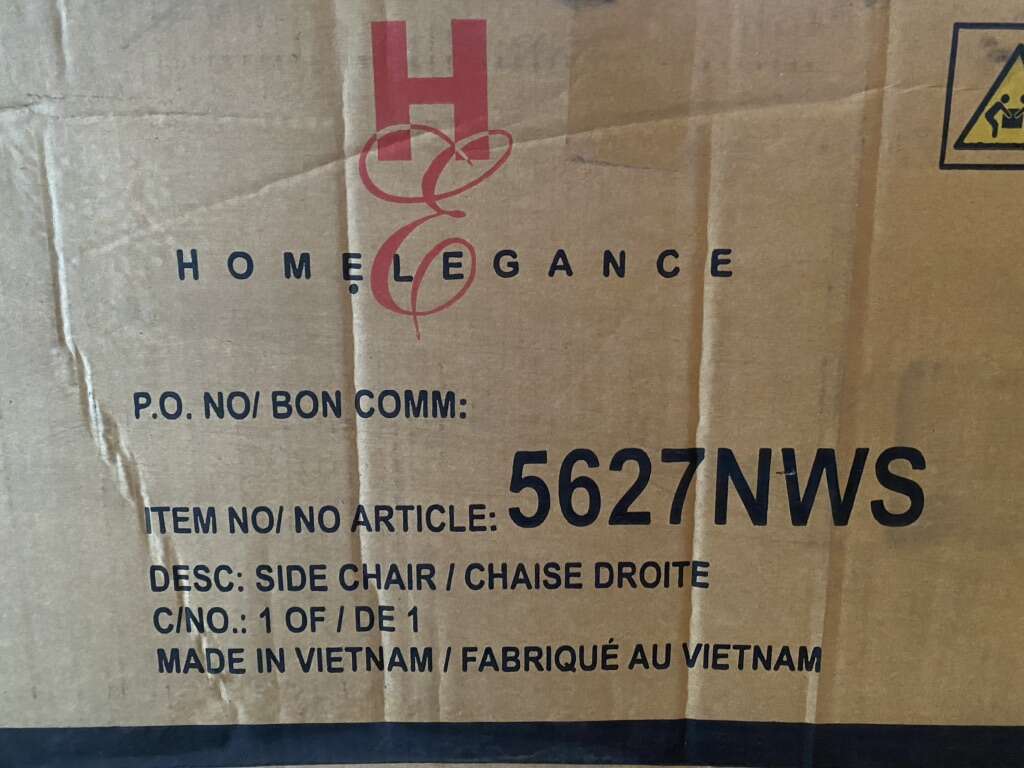 H
E
HOMELEGANCE
P.O. NO/ BON COMM:
ITEM NO/ NO ARTICLE: 5627NWS
DESC: SIDE CHAIR / CHAISE DROITE
C/NO.: 1 OF / DE 1
MADE IN VIETNAM / FABRIQUÉ AU VIETNAM